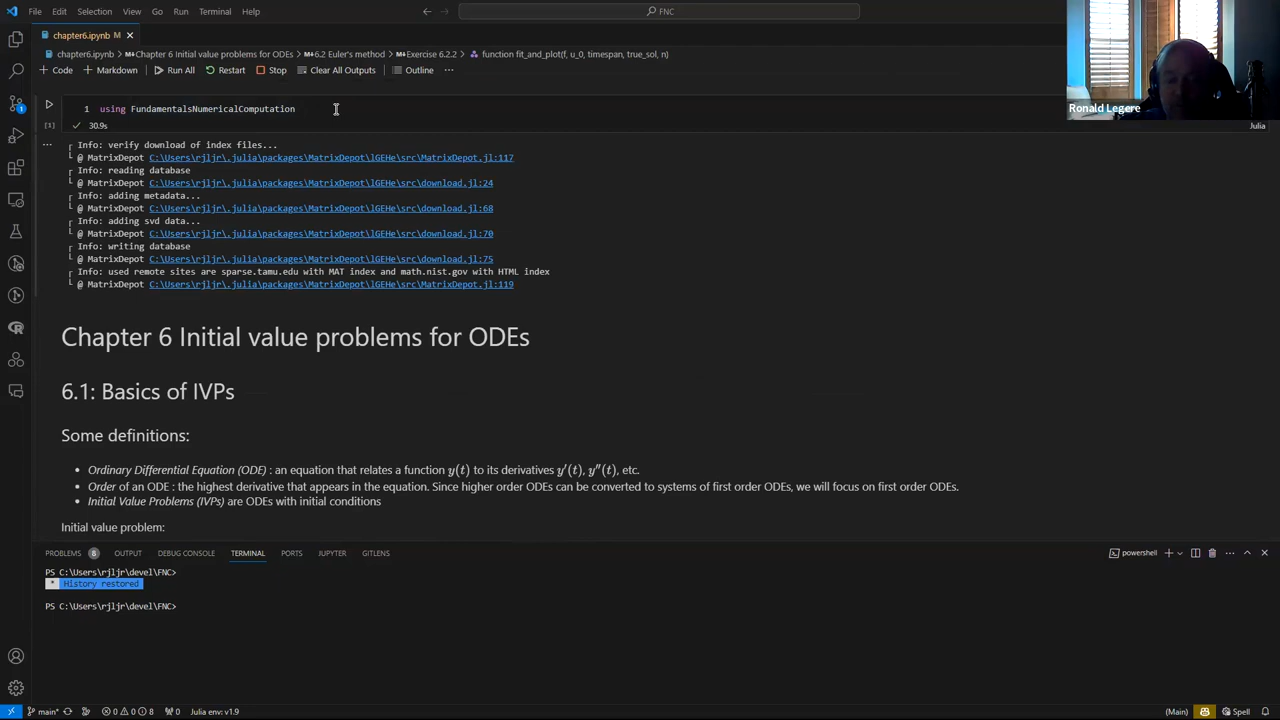 File Edit Selection View Go Run Terminal Help
FNC
chapter6.ipynb M
chapter6.ipynb > Chapter 6 Initial value problems for ODEs > 6.2 Euler's method > Demo 6.2.2 > function fit_and_plot(f, timespan, true_sol, n)
+ Code + Markdown Run All Restart Clear All Outputs
Stop
Ronald Legere
1 using FundamentalsNumericalComputation
[1] 30.9s
Julia
Info: verify download of index files...
@ MatrixDepot C:\Users\rjljr\.julia\packages\MatrixDepot\lGEHe\src\MatrixDepot.jl:117
Info: reading database
@ MatrixDepot C:\Users\rjljr\.julia\packages\MatrixDepot\lGEHe\src\download.jl:24
Info: adding metadata...
@ MatrixDepot C:\Users\rjljr\.julia\packages\MatrixDepot\lGEHe\src\download.jl:68
Info: adding svd data...
@ MatrixDepot C:\Users\rjljr\.julia\packages\MatrixDepot\lGEHe\src\download.jl:70
Info: writing database
@ MatrixDepot C:\Users\rjljr\.julia\packages\MatrixDepot\lGEHe\src\download.jl:75
Info: used remote sites are sparse.tamu.edu with MAT index and math.nist.gov with HTML index
@ MatrixDepot C:\Users\rjljr\.julia\packages\MatrixDepot\lGEHe\src\MatrixDepot.jl:119
Chapter 6 Initial value problems for ODEs
6.1: Basics of IVPs
Some definitions:
• Ordinary Differential Equation (ODE) : an equation that relates a function y(t) to its derivatives y′(t), y″(t), etc.
• Order of an ODE : the highest derivative that appears in the equation. Since higher order ODEs can be converted to systems of first order ODEs, we will focus on first order ODEs.
• Initial Value Problems (IVPs) are ODEs with initial conditions
Initial value problem:
PROBLEMS 8 OUTPUT DEBUG CONSOLE TERMINAL PORTS JUPYTER GITLENS
powershell
PS C:\Users\rjljr\devel\FNC>
* History restored
PS C:\Users\rjljr\devel\FNC>
main* 0 0 8 0 Julia env: v1.9
(Main) Spell